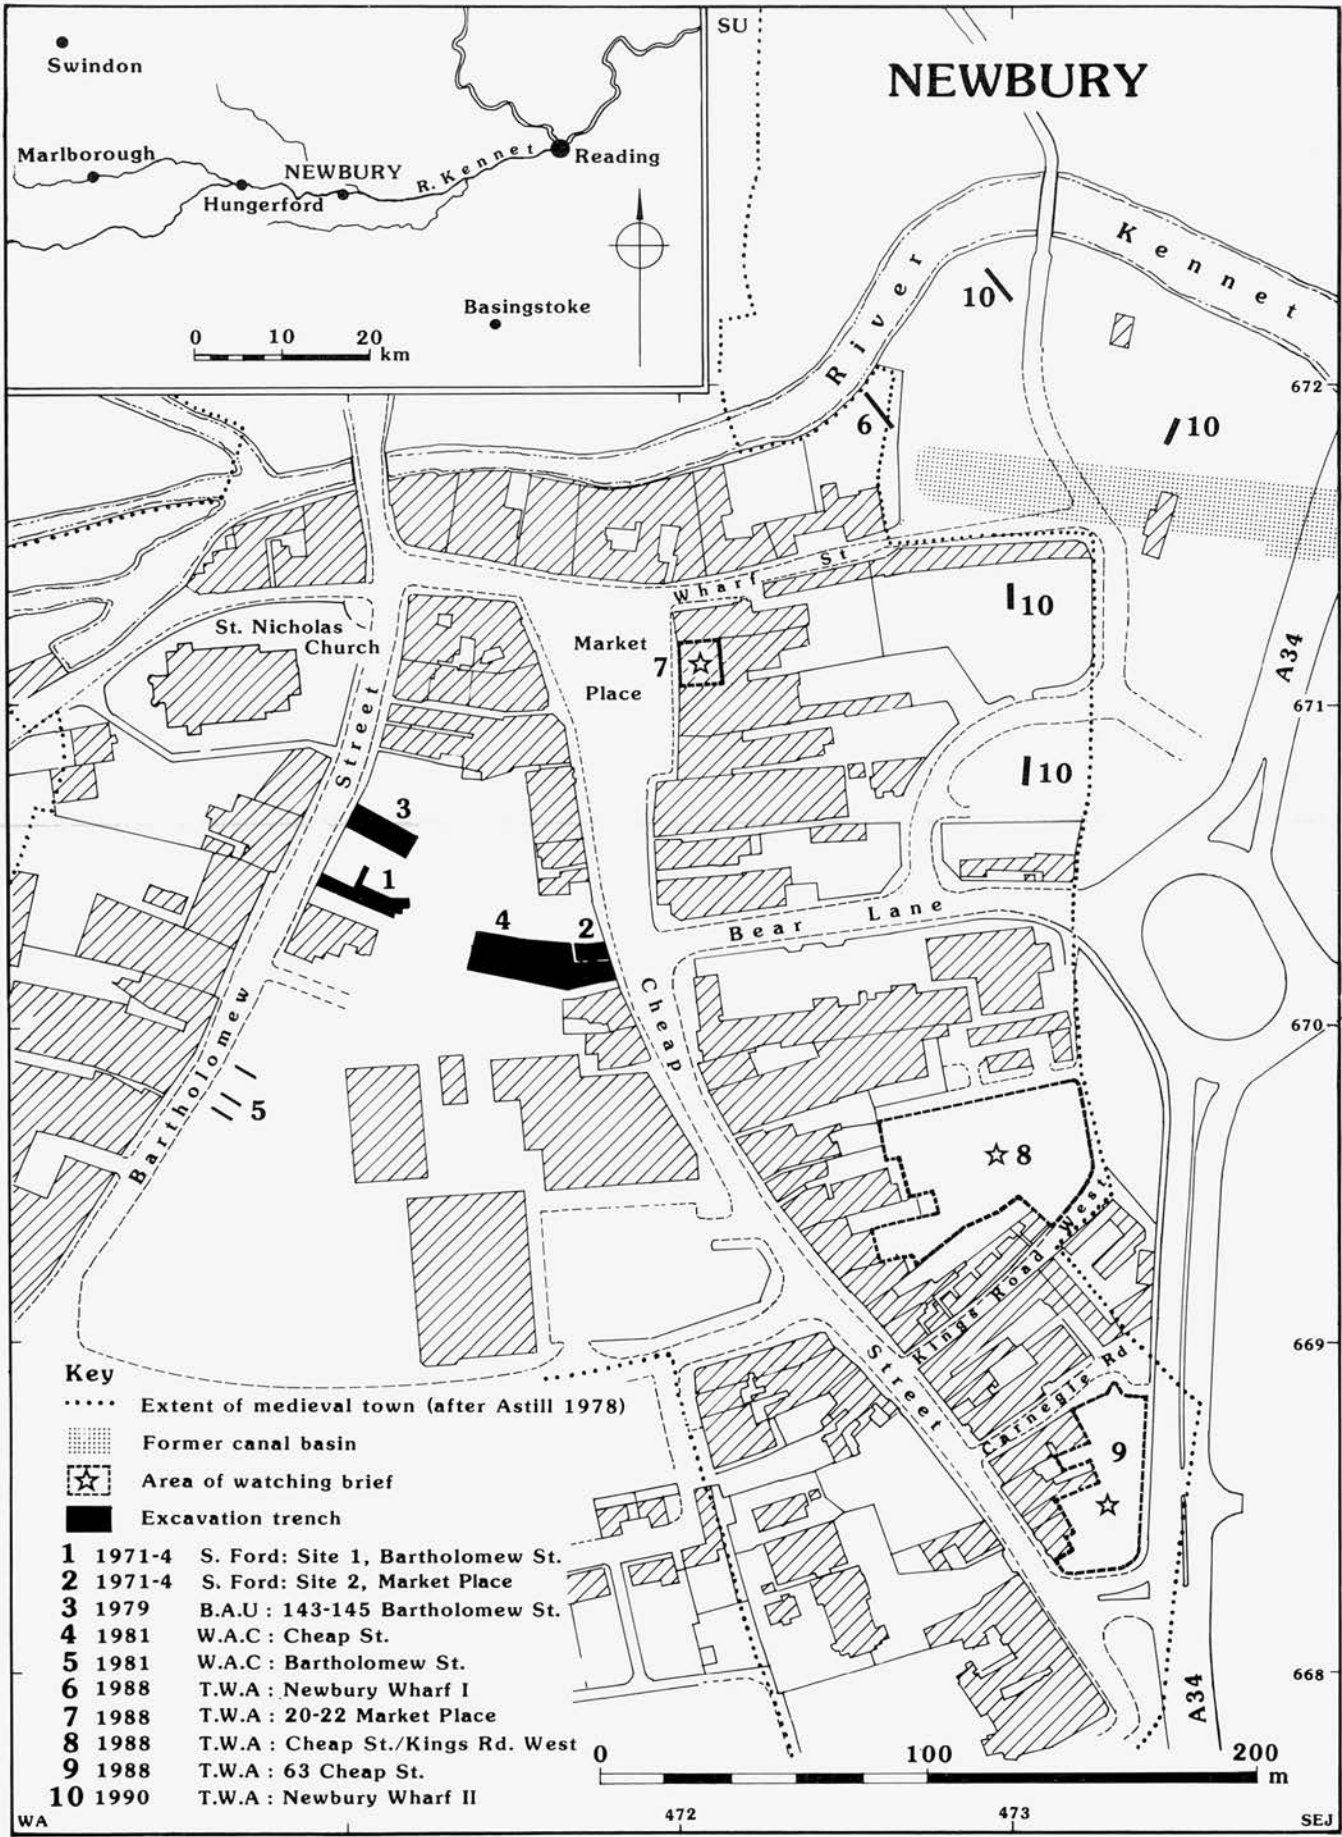 SU
NEWBURY
Swindon
Marlborough
NEWBURY
R. Kennet
Reading
Hungerford
Basingstoke
0 10 20
km
River Kennet
10
672
6
10
Wharf St
10
St. Nicholas
Church
Market
Place
7
A34
671
Street
10
3
1
4
2
Bear Lane
Cheap
670
Bartholomew
5
8
Kings Road West
669
Street
Carnegie Rd
9
Key
Extent of medieval town (after Astill 1978)
Former canal basin
Area of watching brief
Excavation trench
1 1971-4 S. Ford: Site 1, Bartholomew St.
2 1971-4 S. Ford: Site 2, Market Place
3 1979 B.A.U : 143-145 Bartholomew St.
4 1981 W.A.C : Cheap St.
5 1981 W.A.C : Bartholomew St.
6 1988 T.W.A : Newbury Wharf I
7 1988 T.W.A : 20-22 Market Place
8 1988 T.W.A : Cheap St./Kings Rd. West
9 1988 T.W.A : 63 Cheap St.
10 1990 T.W.A : Newbury Wharf II
668
A34
0 100 200
m
WA
472
473
SEJ